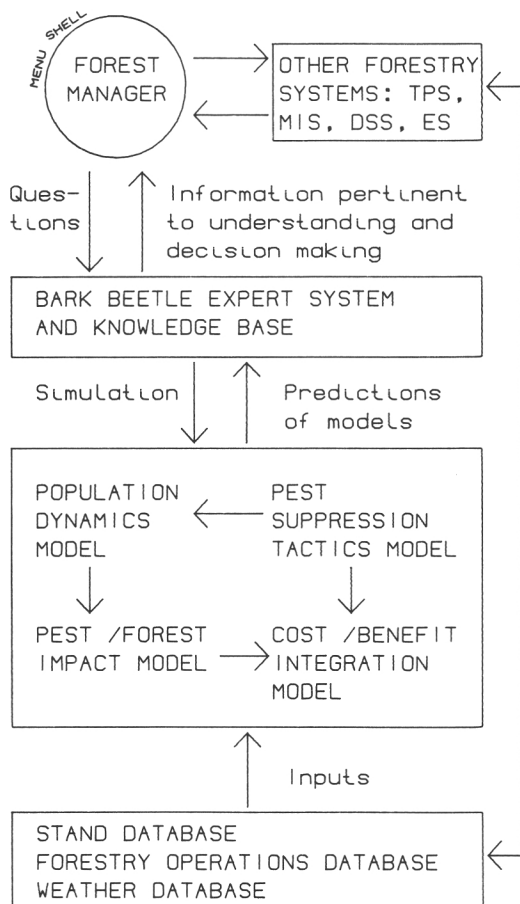 MENU SHELL
FOREST
MANAGER
OTHER FORESTRY
SYSTEMS: TPS,
MIS, DSS, ES
Ques-
tions
Information pertinent
to understanding and
decision making
BARK BEETLE EXPERT SYSTEM
AND KNOWLEDGE BASE
Simulation
Predictions
of models
POPULATION
DYNAMICS
MODEL
PEST
SUPPRESSION
TACTICS MODEL
PEST /FOREST
IMPACT MODEL
COST /BENEFIT
INTEGRATION
MODEL
Inputs
STAND DATABASE
FORESTRY OPERATIONS DATABASE
WEATHER DATABASE